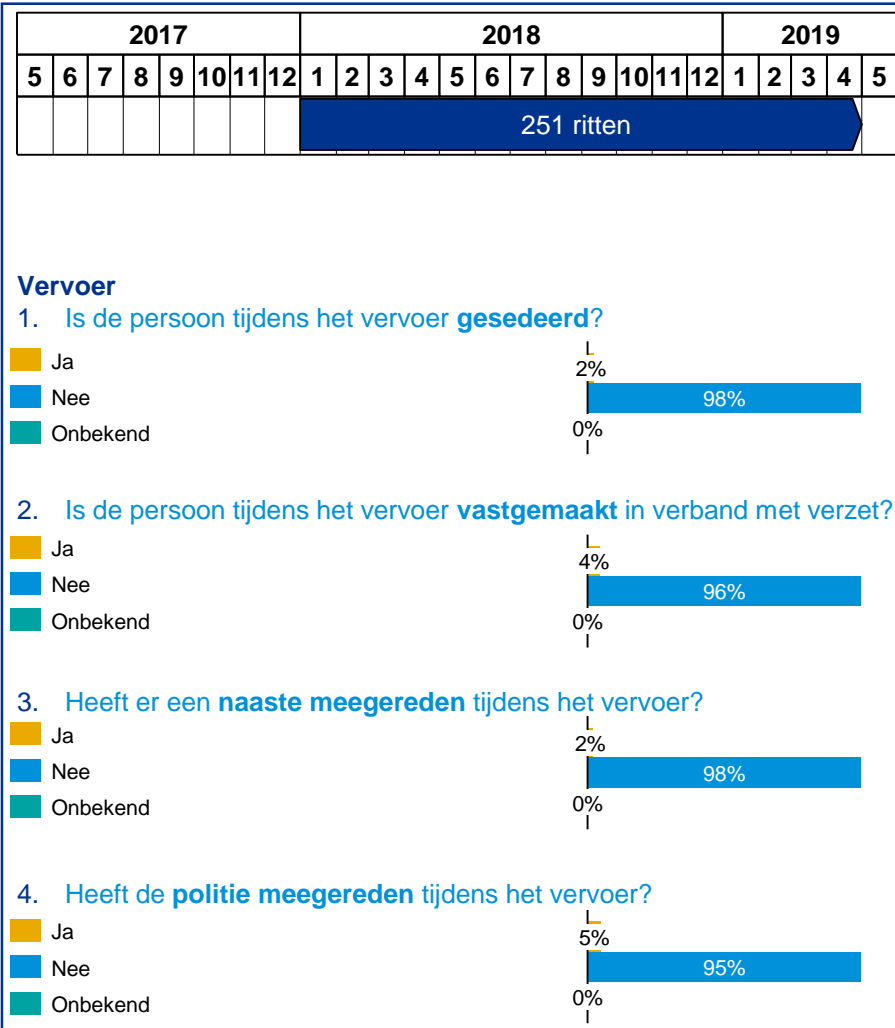 2017 2018 2019
5 6 7 8 9 10 11 12 1 2 3 4 5 6 7 8 9 10 11 12 1 2 3 4 5
251 ritten
Vervoer
1. Is de persoon tijdens het vervoer gesedeerd?
Ja 2%
Nee 98%
Onbekend 0%
2. Is de persoon tijdens het vervoer vastgemaakt in verband met verzet?
Ja 4%
Nee 96%
Onbekend 0%
3. Heeft er een naaste meegereden tijdens het vervoer?
Ja 2%
Nee 98%
Onbekend 0%
4. Heeft de politie meegereden tijdens het vervoer?
Ja 5%
Nee 95%
Onbekend 0%